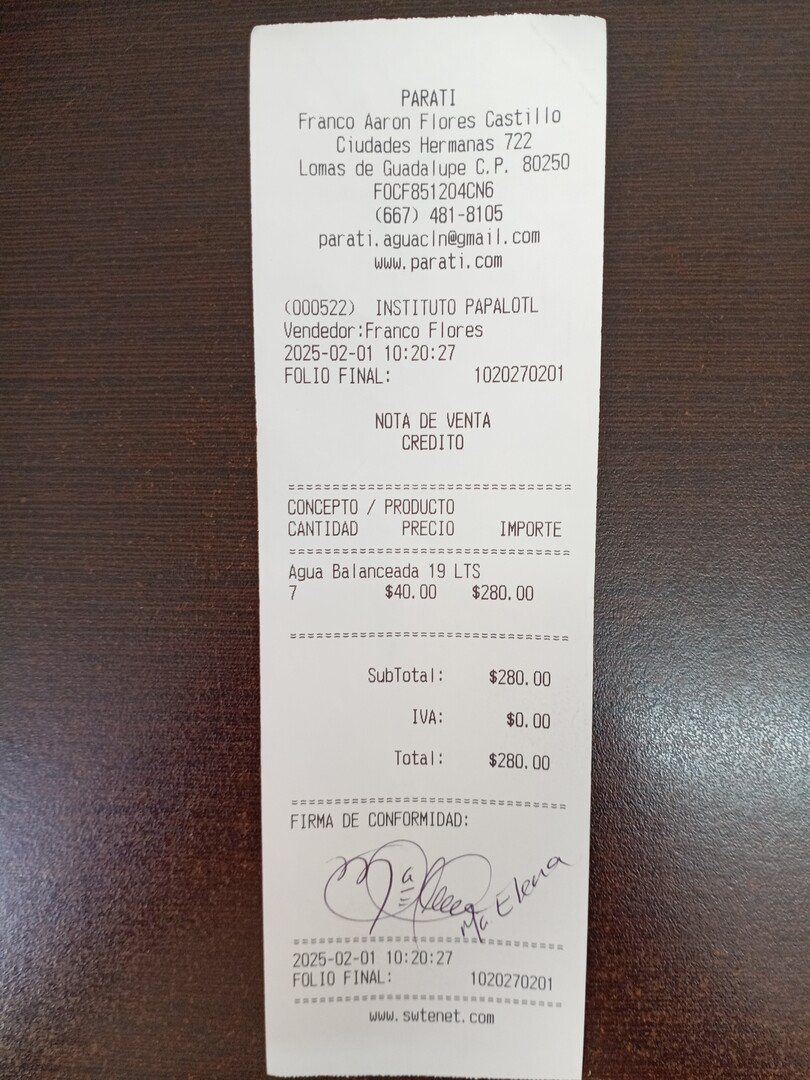 PARATI
Franco Aaron Flores Castillo
Ciudades Hermanas 722
Lomas de Guadalupe C.P. 80250
FOCF851204CN6
(667) 481-8105
parati.aguacln@gmail.com
www.parati.com
(000522) INSTITUTO PAPALOTL
Vendedor:Franco Flores
2025-02-01 10:20:27
FOLIO FINAL: 1020270201
NOTA DE VENTA
CREDITO
================================
CONCEPTO / PRODUCTO
CANTIDAD PRECIO IMPORTE
================================
Agua Balanceada 19 LTS
7 $40.00 $280.00
================================
SubTotal: $280.00
IVA: $0.00
Total: $280.00
================================
FIRMA DE CONFORMIDAD:
Ma Elena
Ma. Elena
================================
2025-02-01 10:20:27
FOLIO FINAL: 1020270201
================================
www.swtenet.com